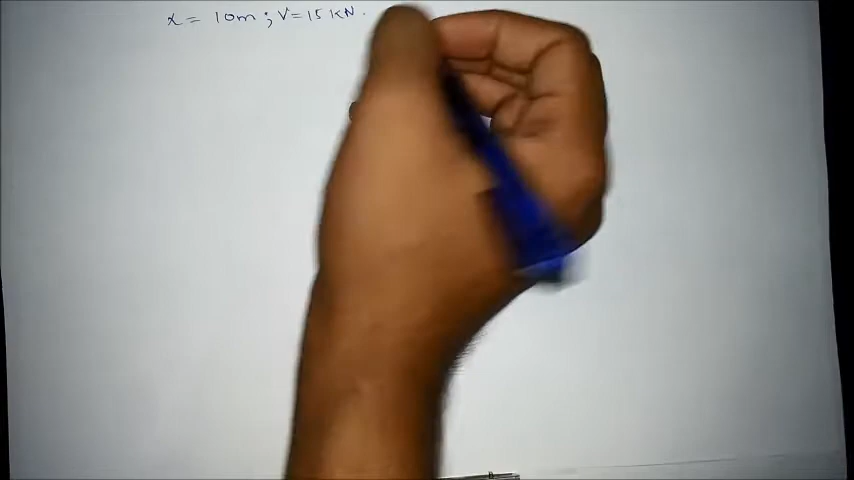 x = 10m ; V = 15 KN.